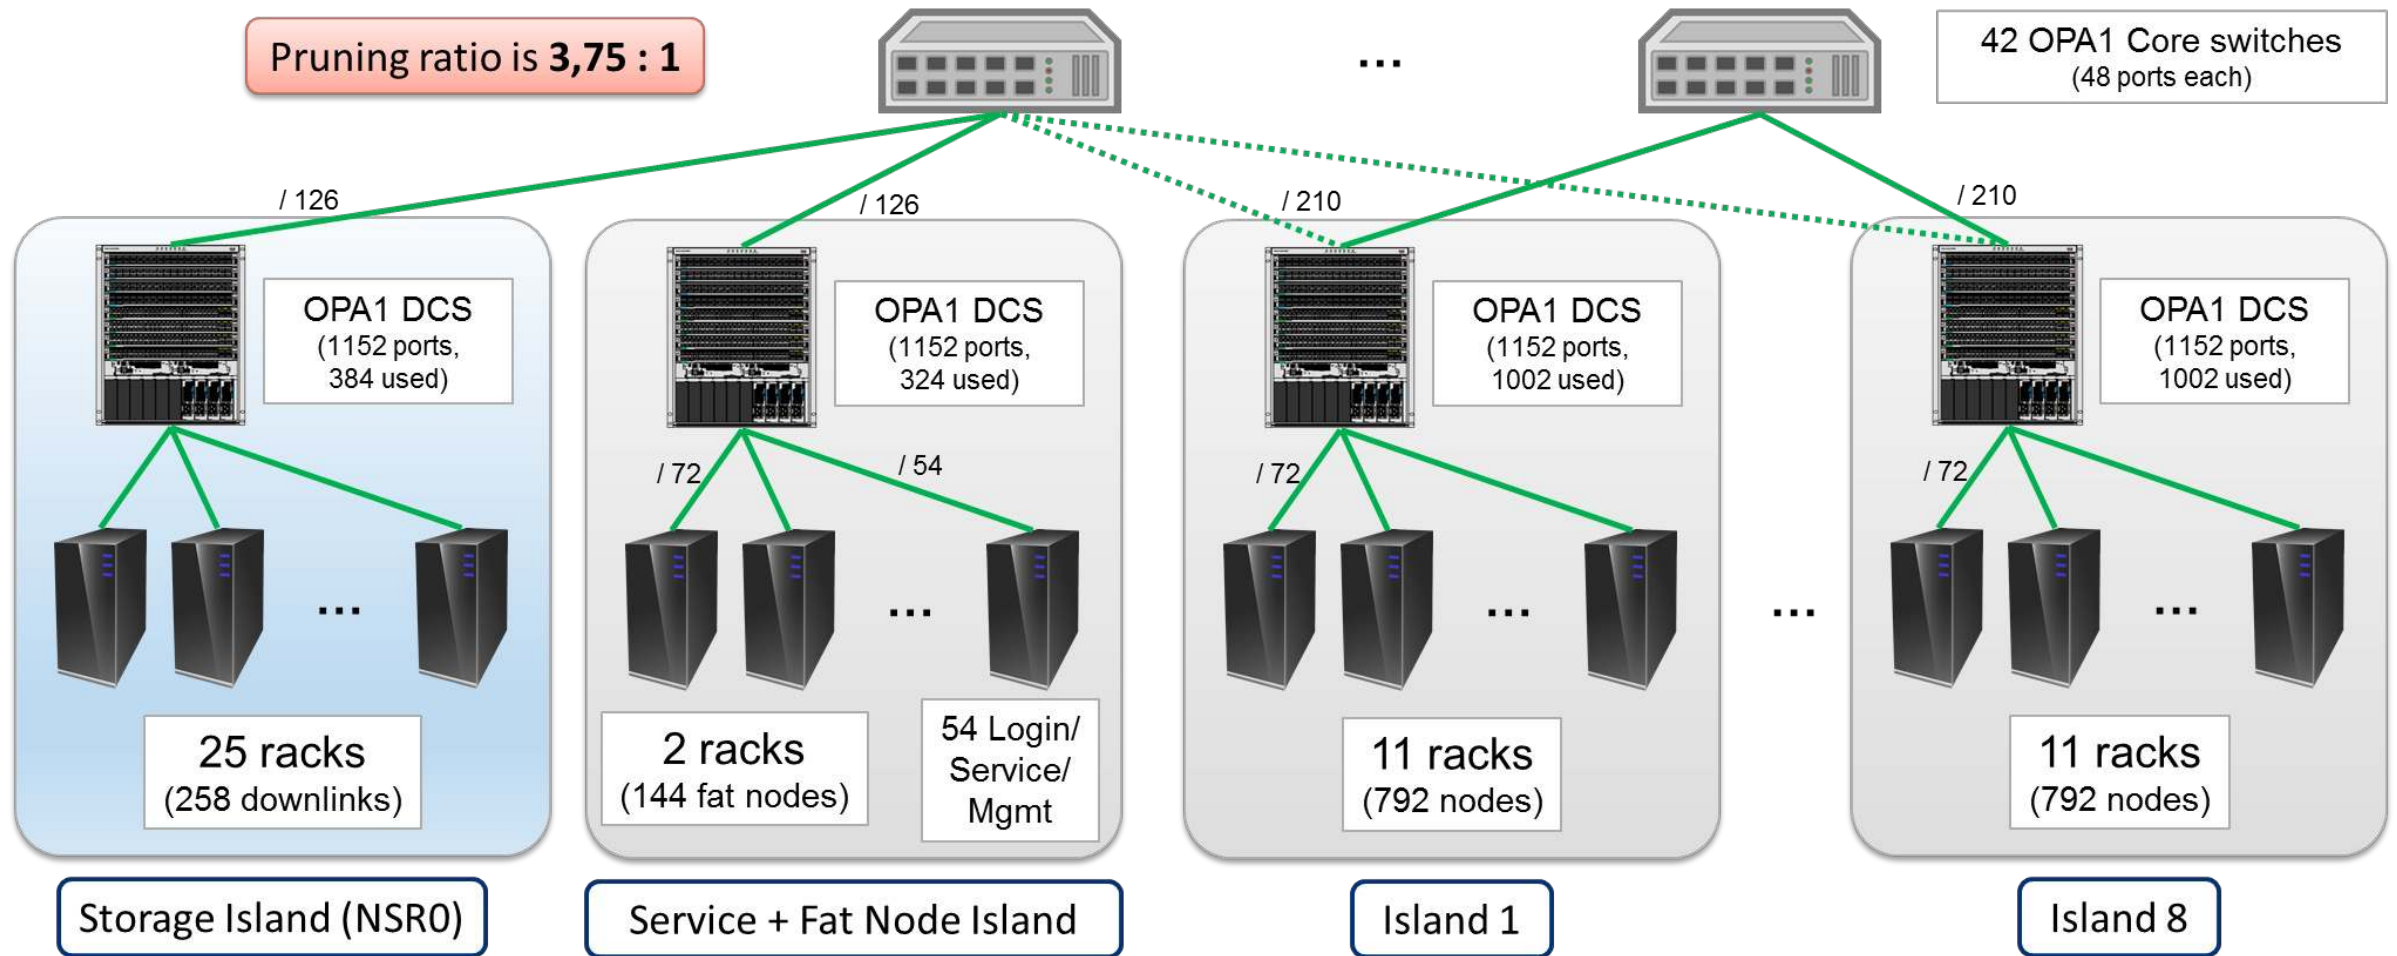 Pruning ratio is 3,75 : 1
...
42 OPA1 Core switches
(48 ports each)
/ 126
/ 126
/ 210
/ 210
OPA1 DCS
(1152 ports,
384 used)
OPA1 DCS
(1152 ports,
324 used)
OPA1 DCS
(1152 ports,
1002 used)
OPA1 DCS
(1152 ports,
1002 used)
/ 72
/ 54
/ 72
/ 72
...
...
...
...
...
25 racks
(258 downlinks)
2 racks
(144 fat nodes)
54 Login/
Service/
Mgmt
11 racks
(792 nodes)
11 racks
(792 nodes)
Storage Island (NSR0)
Service + Fat Node Island
Island 1
Island 8